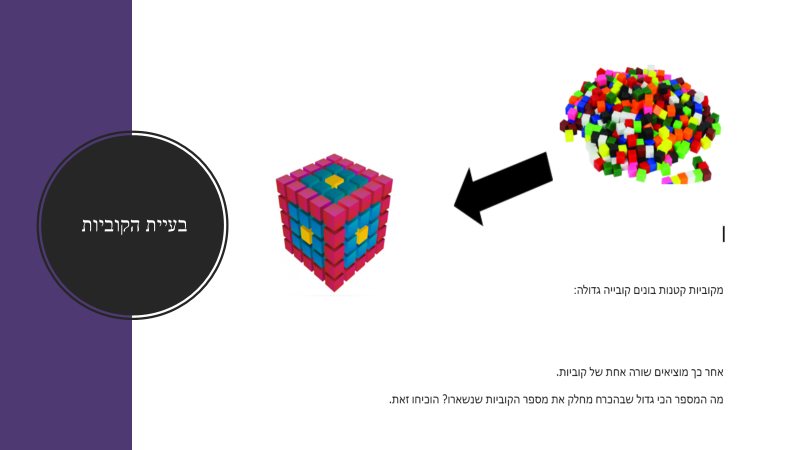 בעיית הקוביות
מקוביות קטנות בונים קובייה גדולה:
אחר כך מוציאים שורה אחת של קוביות.
מה המספר הכי גדול שבהכרח מחלק את מספר הקוביות שנשארו? הוכיחו זאת.